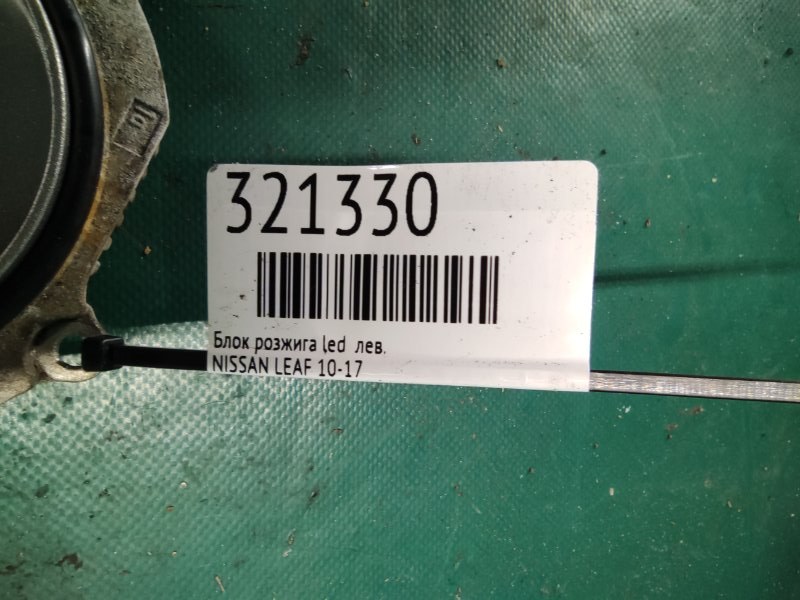 321330
Блок розжига led лев.
NISSAN LEAF 10-17